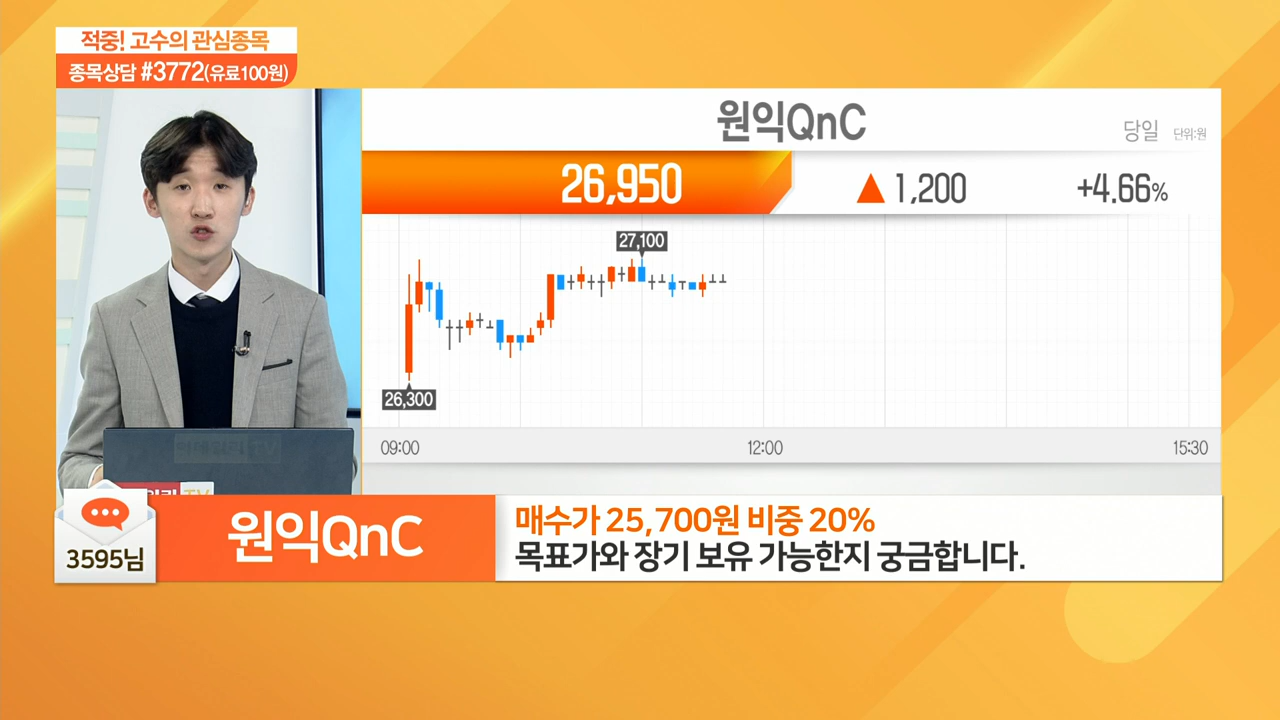 적중! 고수의 관심종목
종목상담 #3772(유료100원)
원익QnC
당일 단위:원
26,950 ▲ 1,200 +4.66%
27,100
26,300
09:00 12:00 15:30
TV
3595님
원익QnC
매수가 25,700원 비중 20%
목표가와 장기 보유 가능한지 궁금합니다.